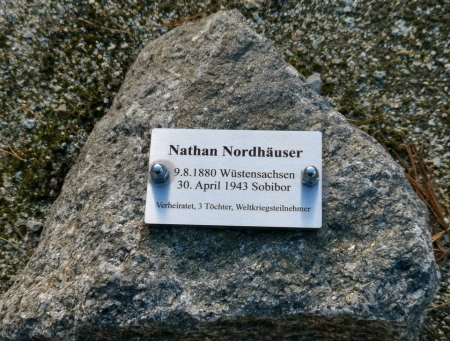 Nathan Nordhäuser
9.8.1880 Wüstensachsen
30. April 1943 Sobibor
Verheiratet, 3 Töchter, Weltkriegsteilnehmer